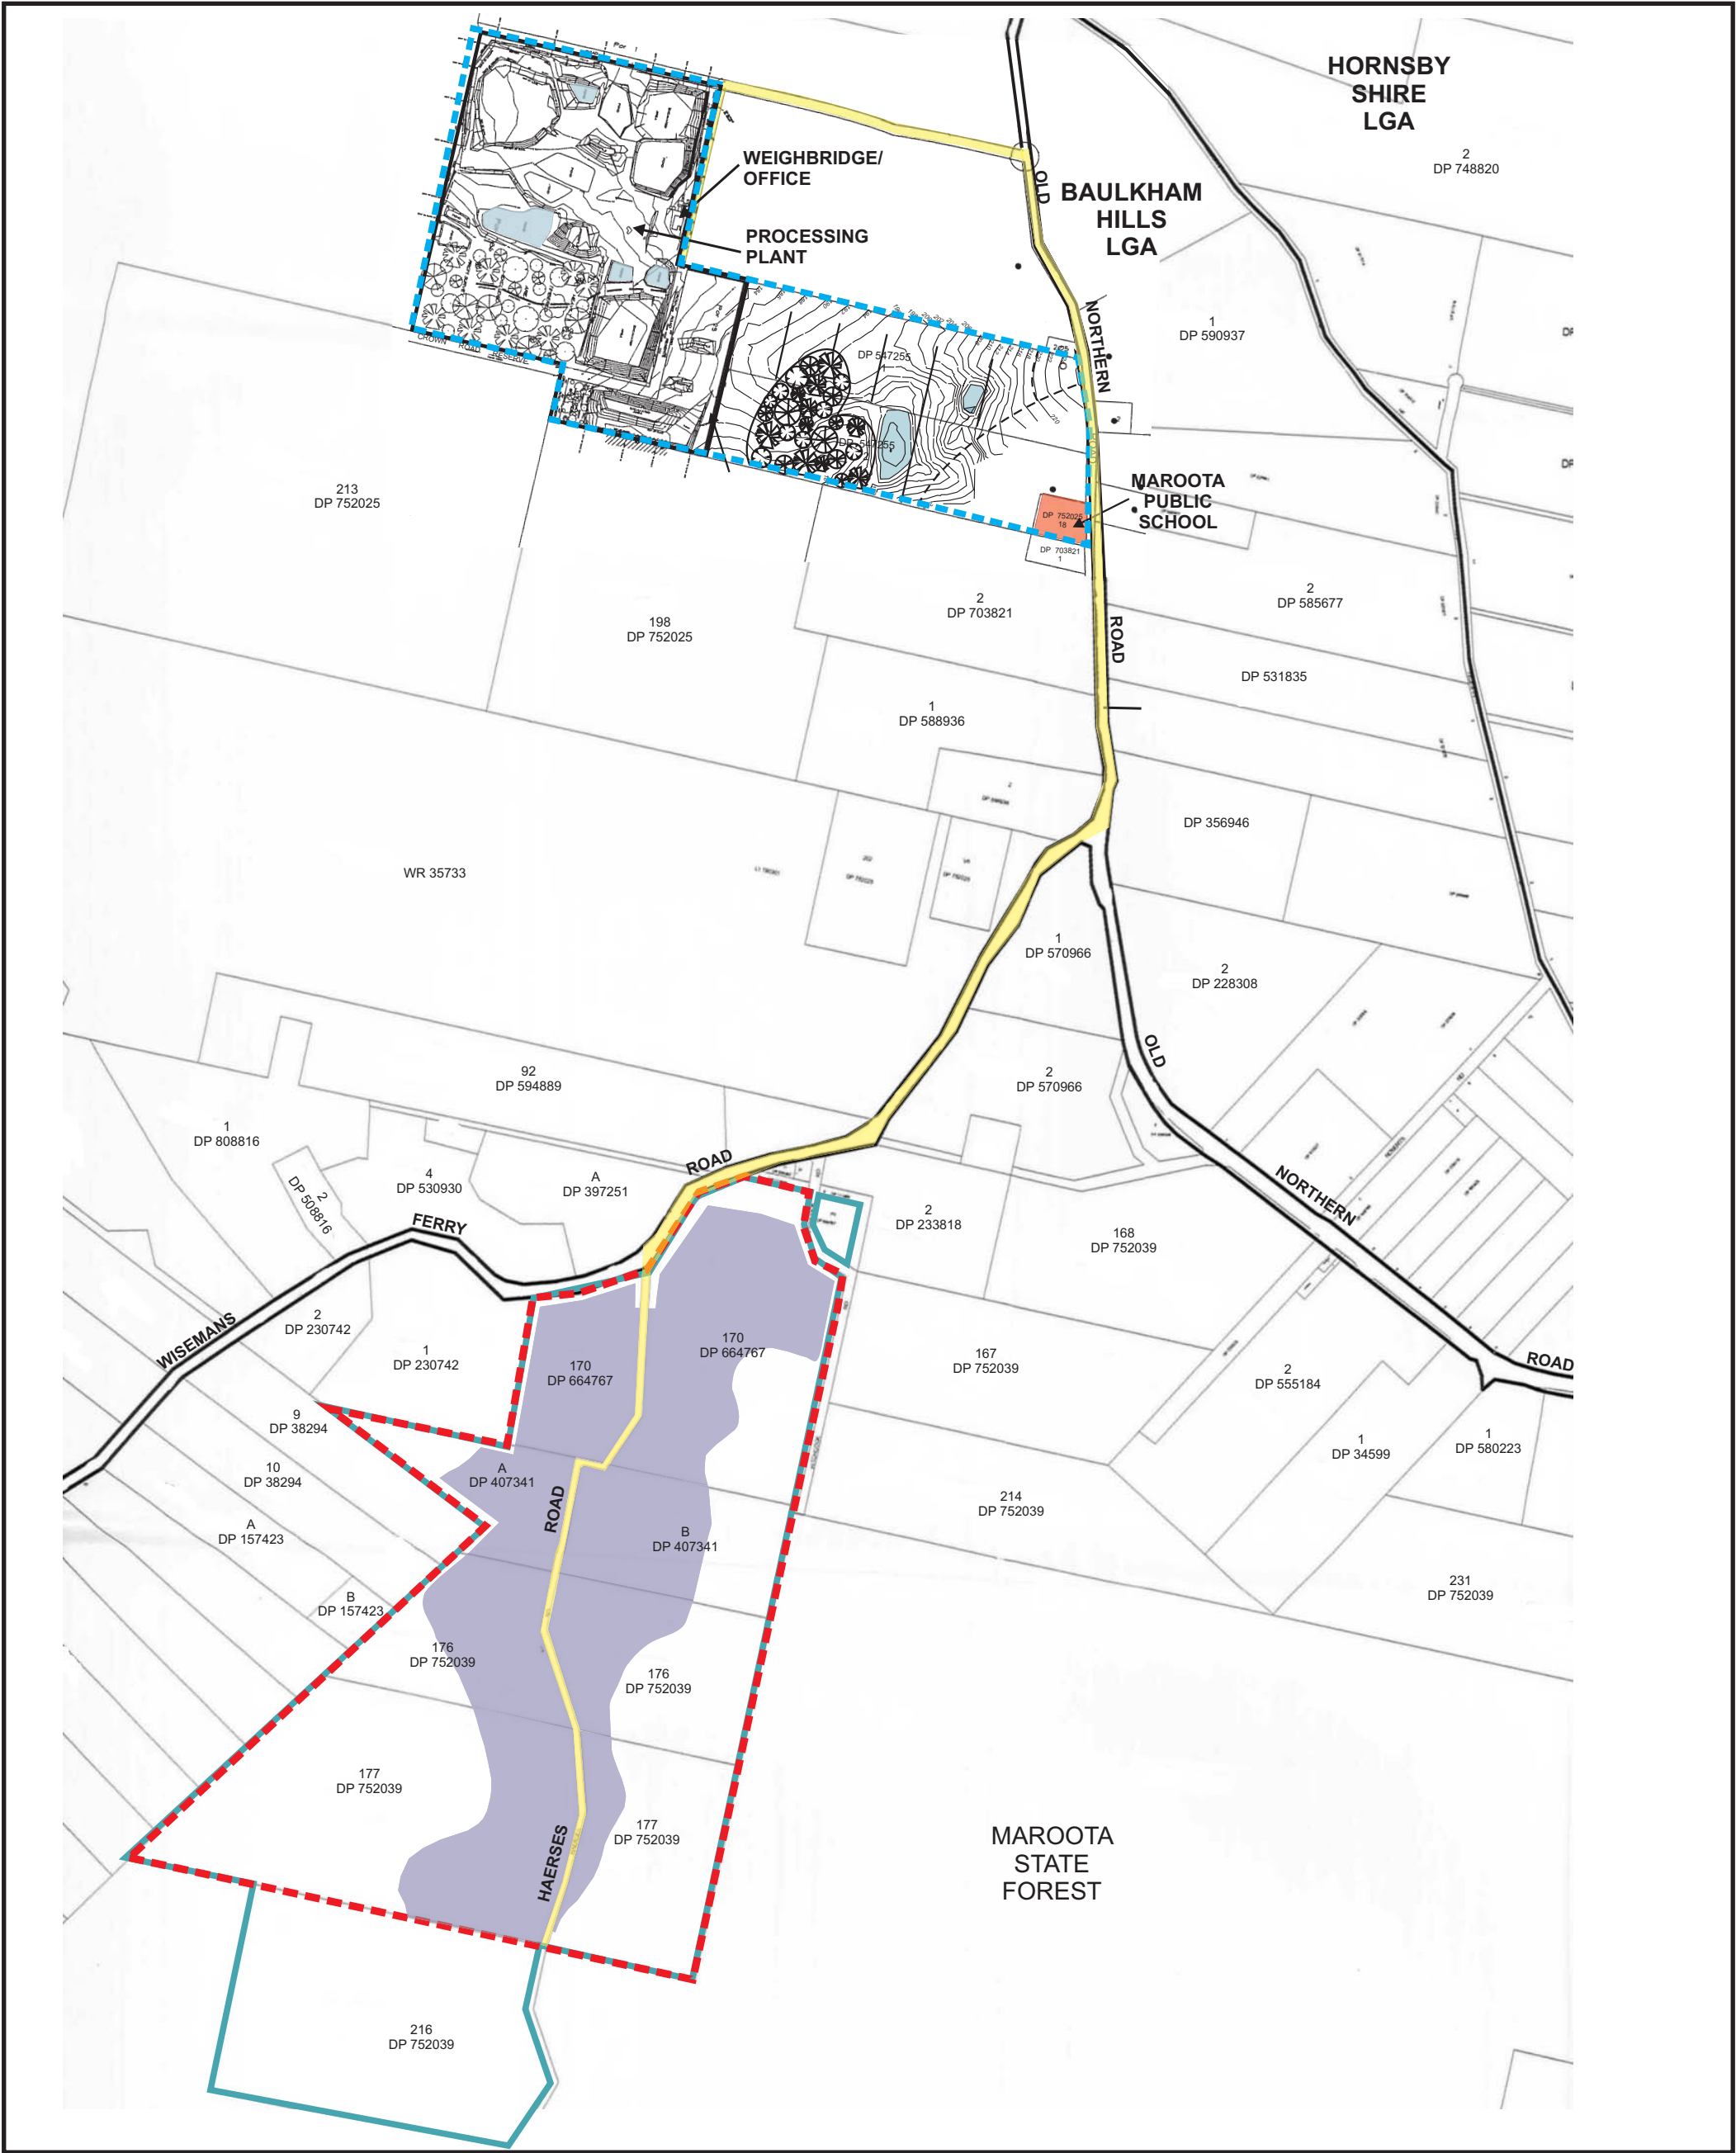 HORNSBY
SHIRE
LGA
2
DP 748820
WEIGHBRIDGE/
OFFICE
OLD
BAULKHAM
HILLS
LGA
PROCESSING
PLANT
NORTHERN
1
DP 590937
CROWN ROAD RESERVE
DP 547255
1
DP 547255
MAROOTA
PUBLIC
SCHOOL
213
DP 752025
DP 752025
18
DP 703821
1
2
DP 703821
2
DP 585677
198
DP 752025
ROAD
DP 531835
1
DP 588936
DP 356946
WR 35733
1
DP 570966
2
DP 228308
OLD
92
DP 594889
2
DP 570966
1
DP 808816
ROAD
4
DP 530930
A
DP 397251
2
DP 508816
NORTHERN
FERRY
2
DP 233818
168
DP 752039
WISEMANS
2
DP 230742
1
DP 230742
170
DP 664767
170
DP 664767
167
DP 752039
ROAD
2
DP 555184
9
DP 38294
1
DP 34599
1
DP 580223
10
DP 38294
A
DP 407341
ROAD
214
DP 752039
A
DP 157423
B
DP 407341
231
DP 752039
B
DP 157423
176
DP 752039
176
DP 752039
177
DP 752039
177
DP 752039
HAERSES
MAROOTA
STATE
FOREST
216
DP 752039